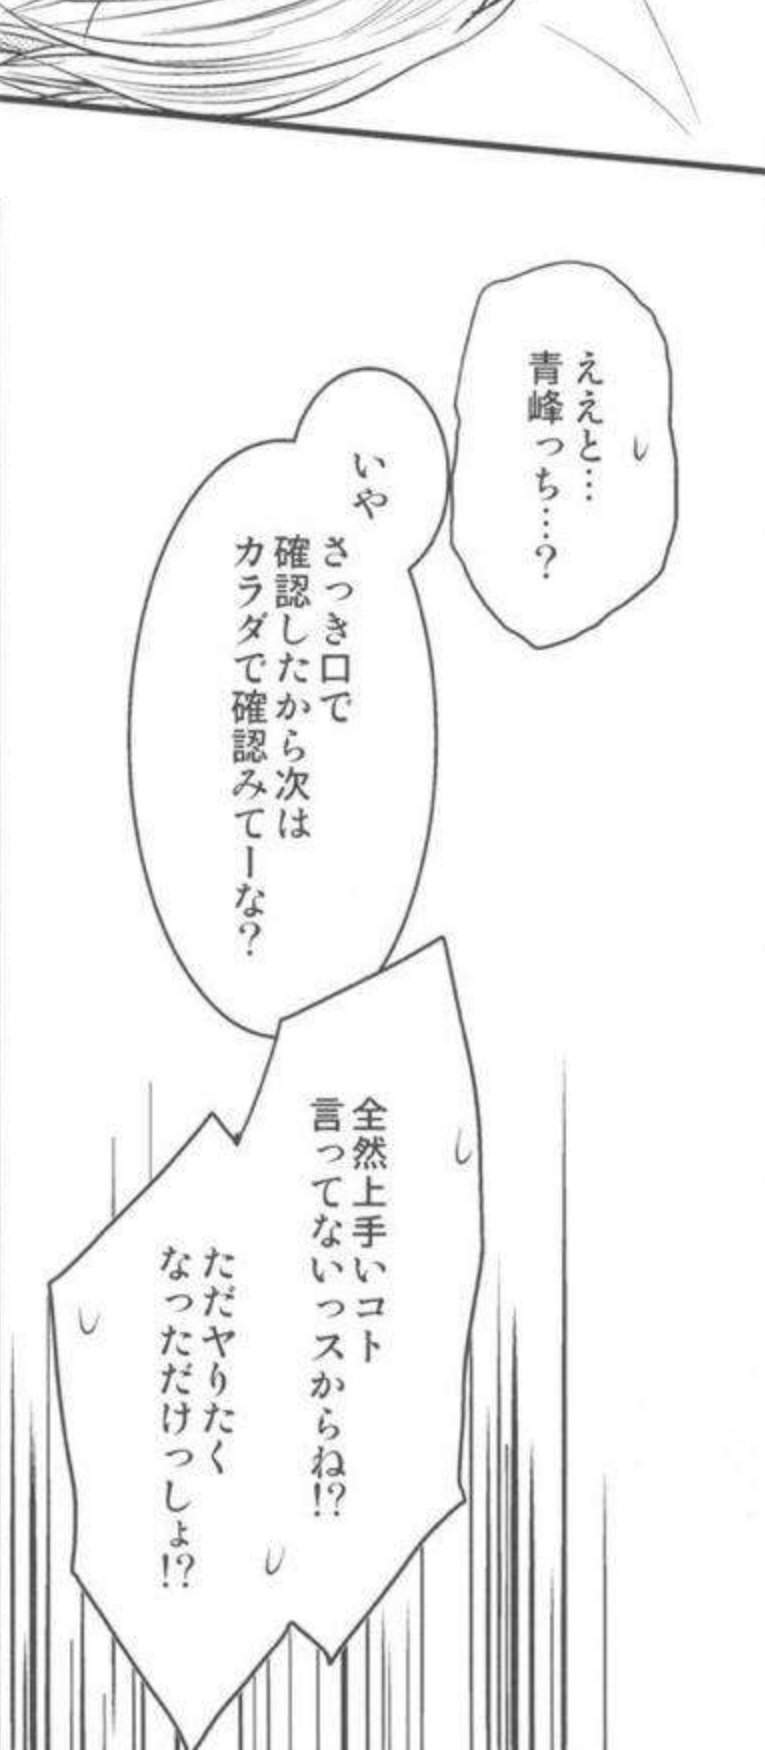 ええと…
青峰っち…?
いや
さっき口で
確認したから次は
カラダで確認みてーな?
全然上手いコト
言ってないっスからね!?
ただヤりたく
なっただけっしょ!?